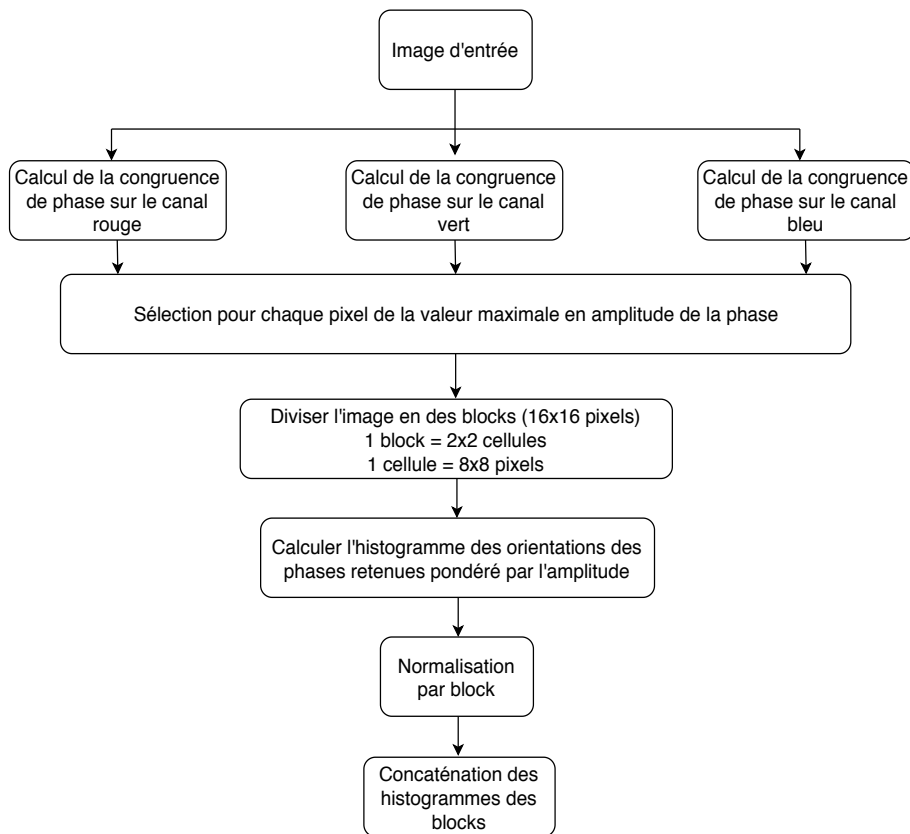 Image d'entrée
Calcul de la congruence
de phase sur le canal
rouge
Calcul de la congruence
de phase sur le canal
vert
Calcul de la congruence
de phase sur le canal
bleu
Sélection pour chaque pixel de la valeur maximale en amplitude de la phase
Diviser l'image en des blocks (16x16 pixels)
1 block = 2x2 cellules
1 cellule = 8x8 pixels
Calculer l'histogramme des orientations des
phases retenues pondéré par l'amplitude
Normalisation
par block
Concaténation des
histogrammes des
blocks